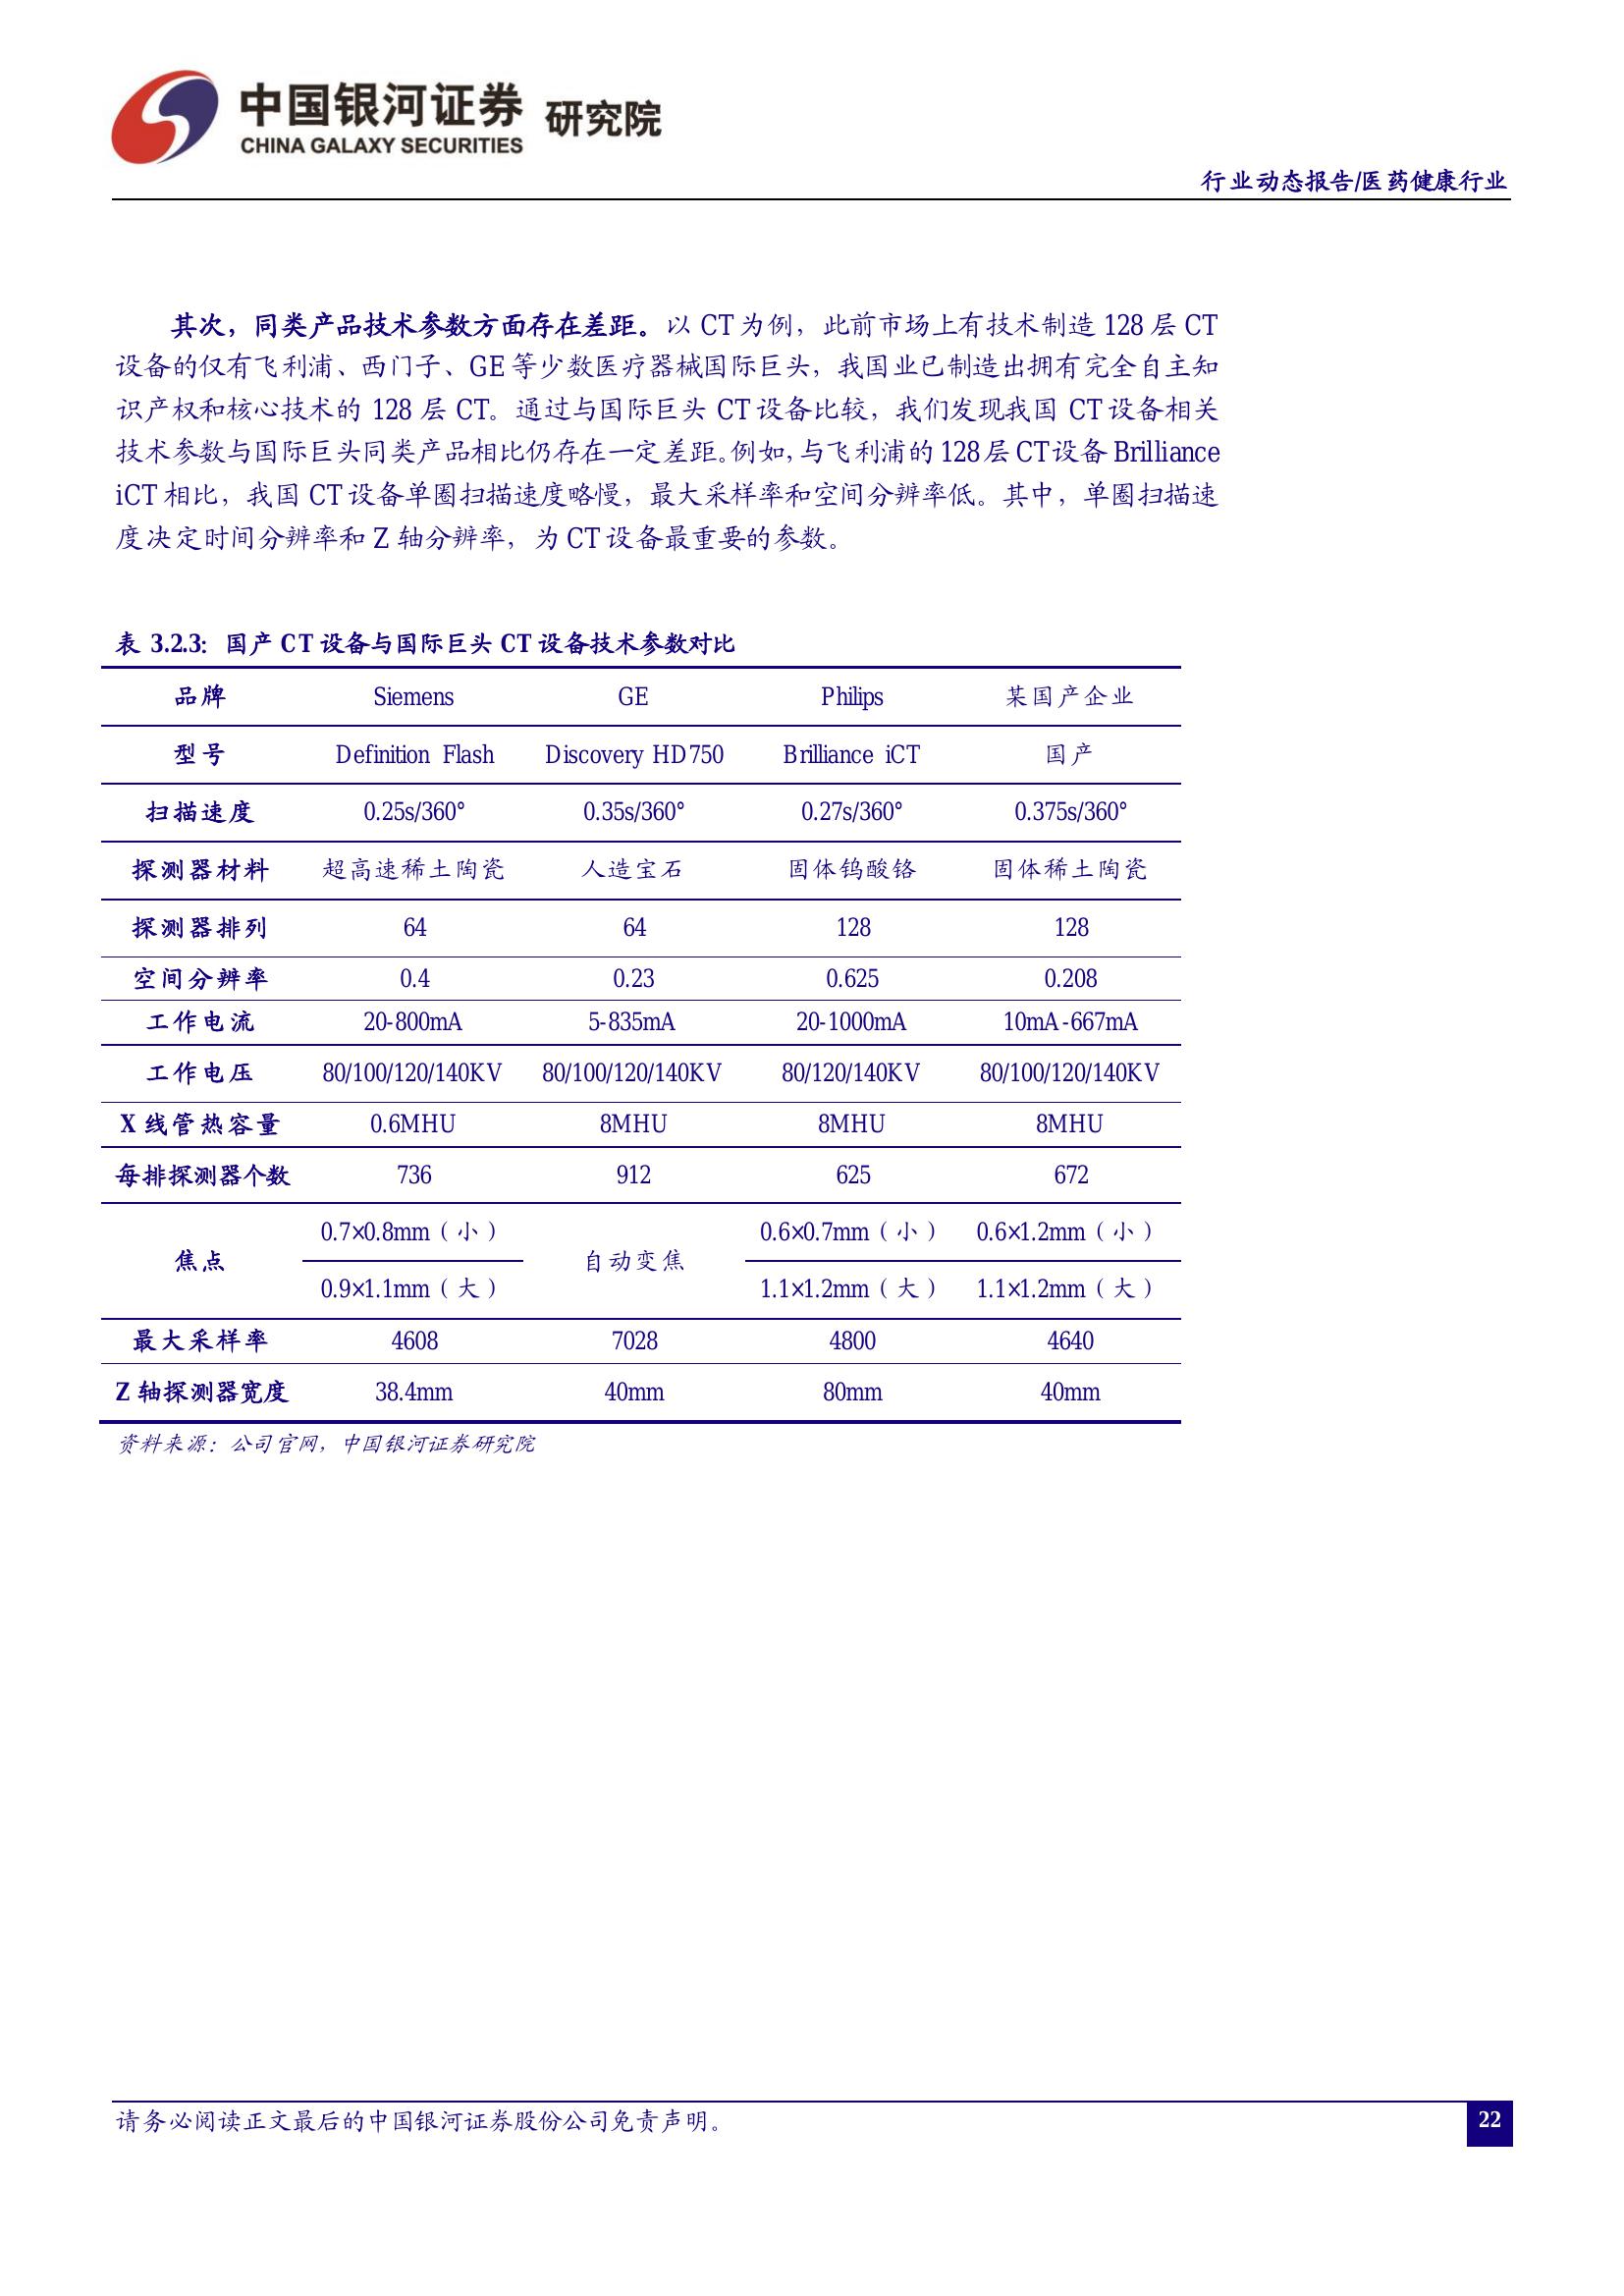 中国银河证券 研究院
CHINA GALAXY SECURITIES
行业动态报告/医药健康行业
其次，同类产品技术参数方面存在差距。以 CT 为例，此前市场上有技术制造 128 层 CT
设备的仅有飞利浦、西门子、GE 等少数医疗器械国际巨头，我国业已制造出拥有完全自主知
识产权和核心技术的 128 层 CT。通过与国际巨头 CT 设备比较，我们发现我国 CT 设备相关
技术参数与国际巨头同类产品相比仍存在一定差距。例如，与飞利浦的 128 层 CT 设备 Brilliance
iCT 相比，我国 CT 设备单圈扫描速度略慢，最大采样率和空间分辨率低。其中，单圈扫描速
度决定时间分辨率和 Z 轴分辨率，为 CT 设备最重要的参数。
表 3.2.3: 国产 CT 设备与国际巨头 CT 设备技术参数对比
品牌 Siemens GE Philips 某国产企业
型号 Definition Flash Discovery HD750 Brilliance iCT 国产
扫描速度 0.25s/360° 0.35s/360° 0.27s/360° 0.375s/360°
探测器材料 超高速稀土陶瓷 人造宝石 固体钨酸铬 固体稀土陶瓷
探测器排列 64 64 128 128
空间分辨率 0.4 0.23 0.625 0.208
工作电流 20-800mA 5-835mA 20-1000mA 10mA-667mA
工作电压 80/100/120/140KV 80/100/120/140KV 80/120/140KV 80/100/120/140KV
X 线管热容量 0.6MHU 8MHU 8MHU 8MHU
每排探测器个数 736 912 625 672
0.7×0.8mm（小） 0.6×0.7mm（小） 0.6×1.2mm（小）
焦点 自动变焦
0.9×1.1mm（大） 1.1×1.2mm（大） 1.1×1.2mm（大）
最大采样率 4608 7028 4800 4640
Z 轴探测器宽度 38.4mm 40mm 80mm 40mm
资料来源：公司官网，中国银河证券研究院
请务必阅读正文最后的中国银河证券股份公司免责声明。
22